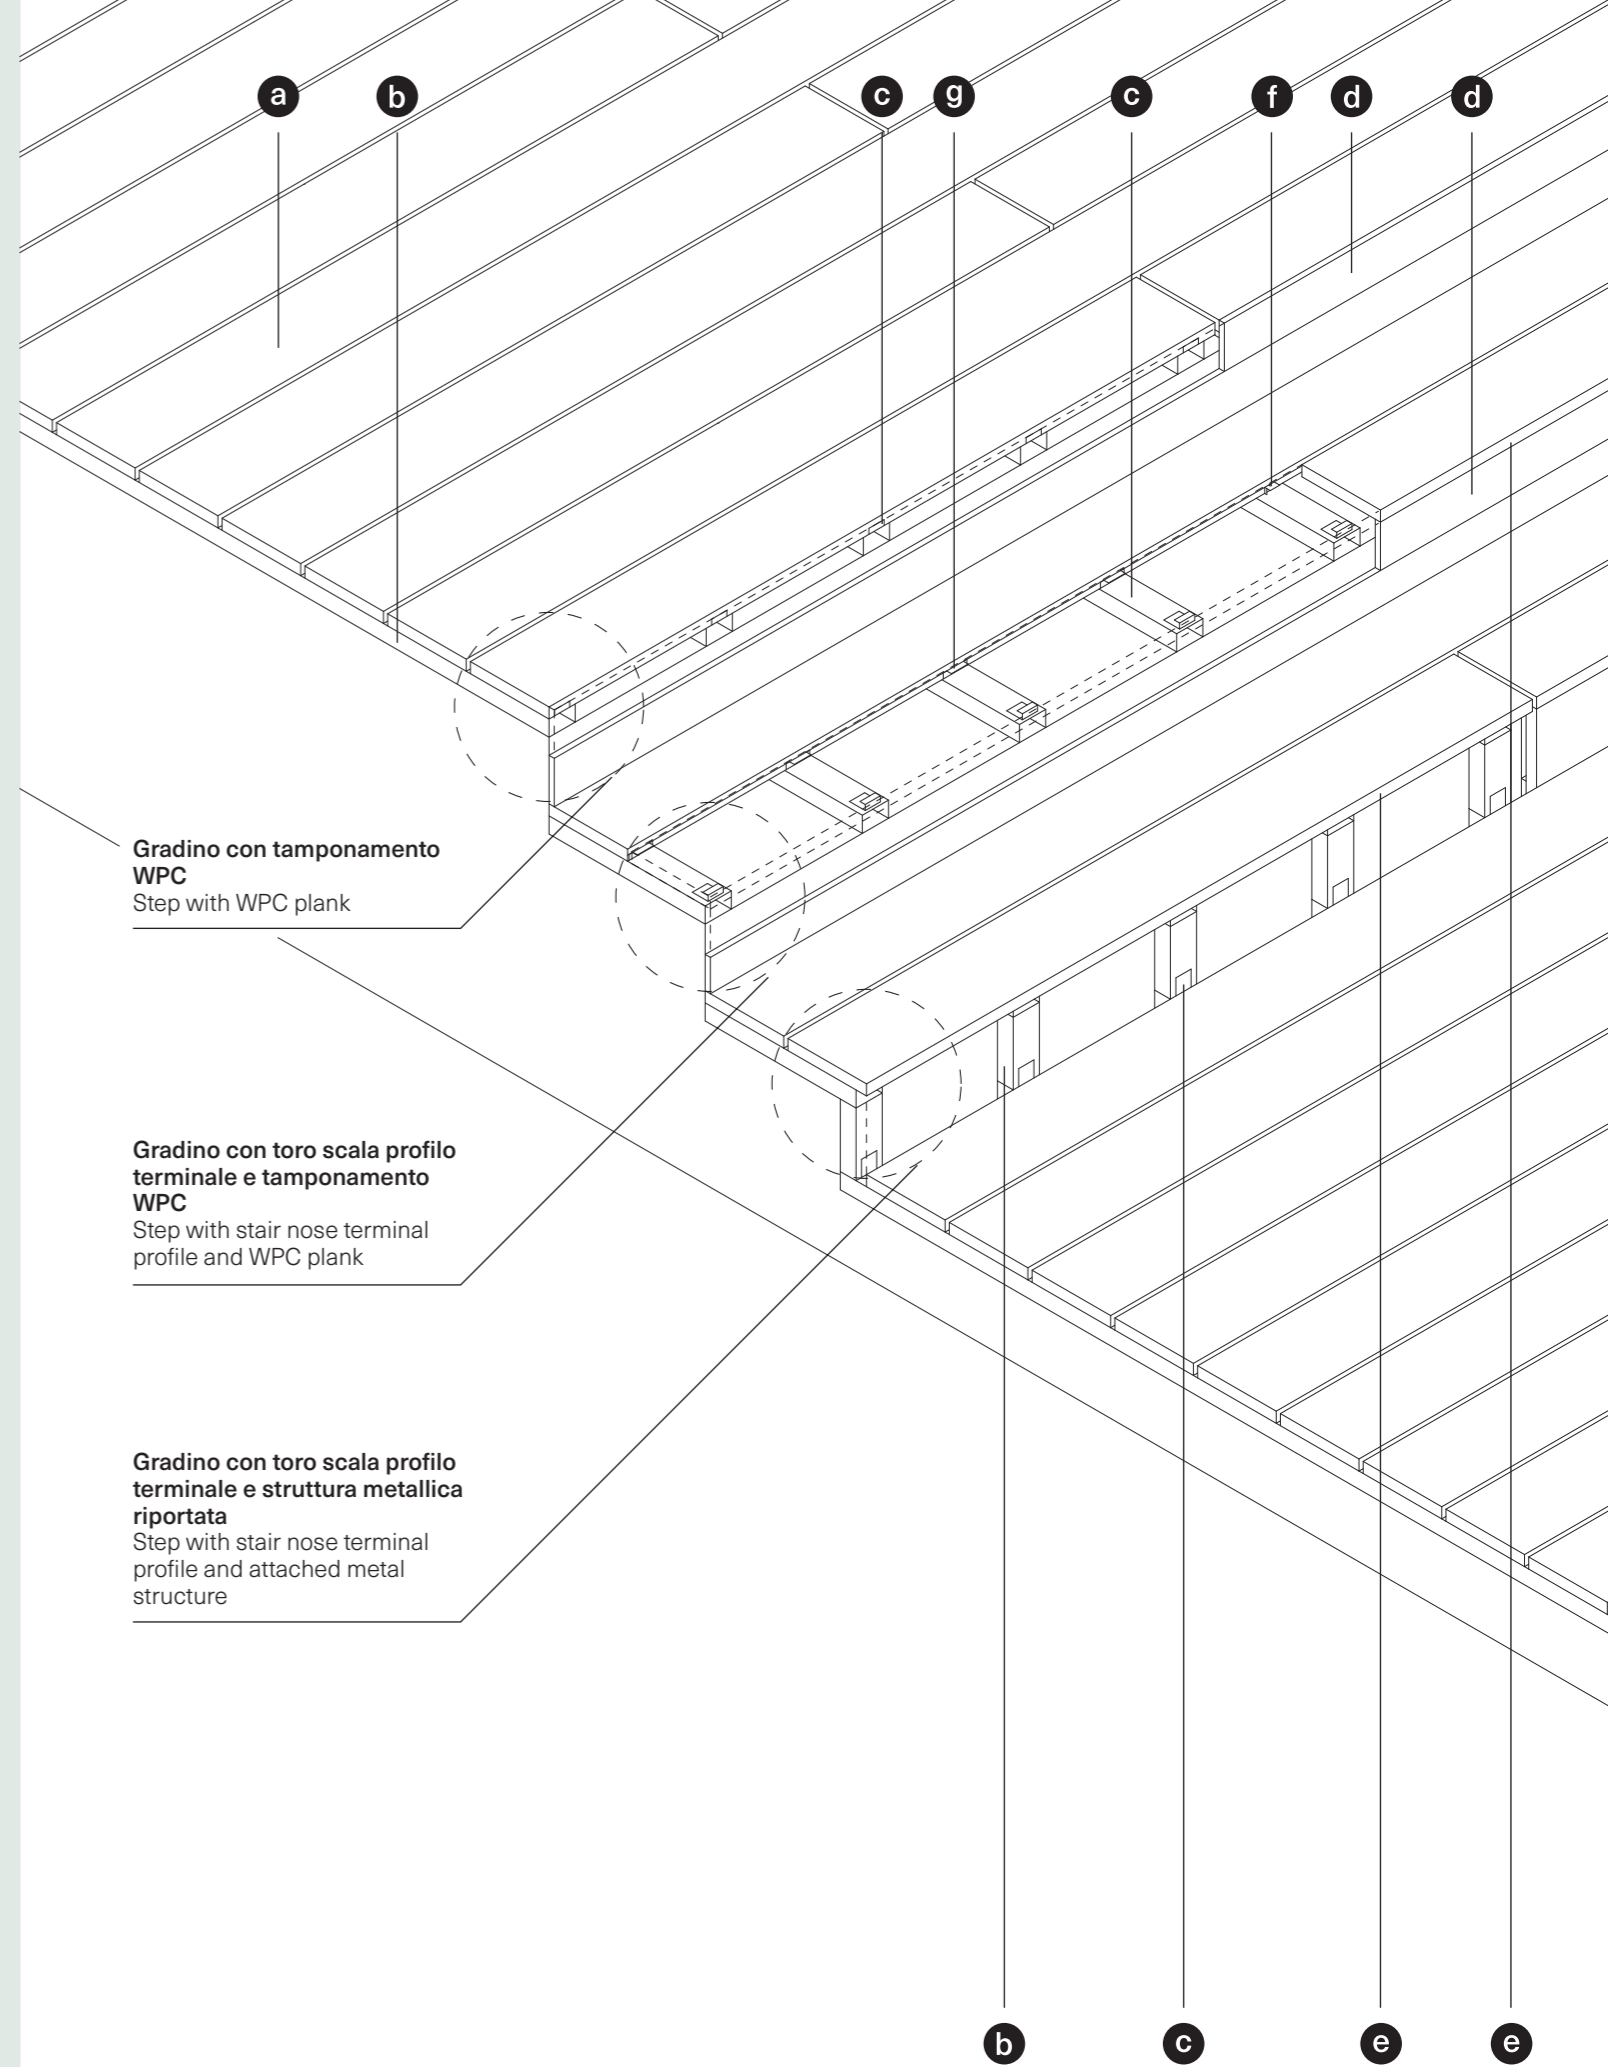 a b c g c f d d
Gradino con tamponamento
WPC
Step with WPC plank
Gradino con toro scala profilo
terminale e tamponamento
WPC
Step with stair nose terminal
profile and WPC plank
Gradino con toro scala profilo
terminale e struttura metallica
riportata
Step with stair nose terminal
profile and attached metal
structure
b c e e